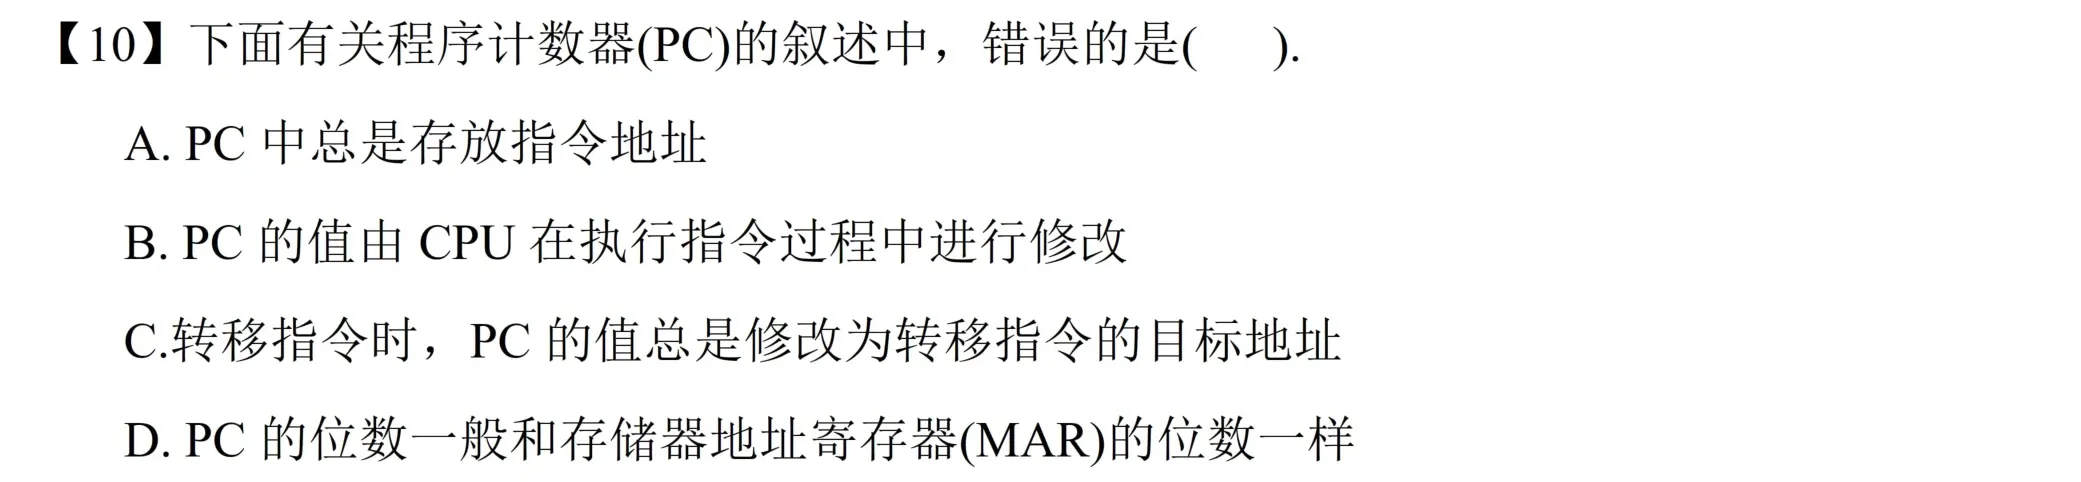 【10】下面有关程序计数器(PC)的叙述中，错误的是(    ).
A. PC 中总是存放指令地址
B. PC 的值由 CPU 在执行指令过程中进行修改
C.转移指令时，PC 的值总是修改为转移指令的目标地址
D. PC 的位数一般和存储器地址寄存器(MAR)的位数一样